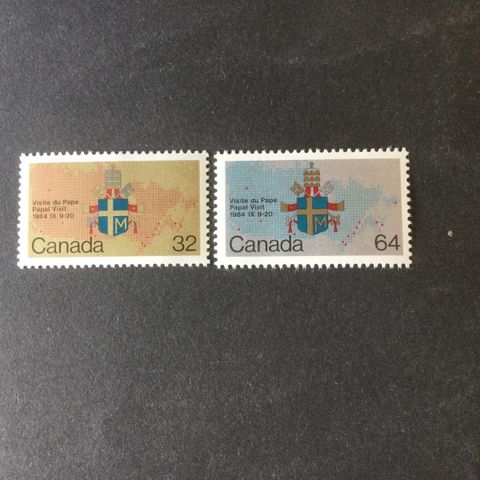 Visite du Pape
Papal Visit
1984 IX 9-20
M
Canada 32
Visite du Pape
Papal Visit
1984 IX 9-20
M
Canada 64